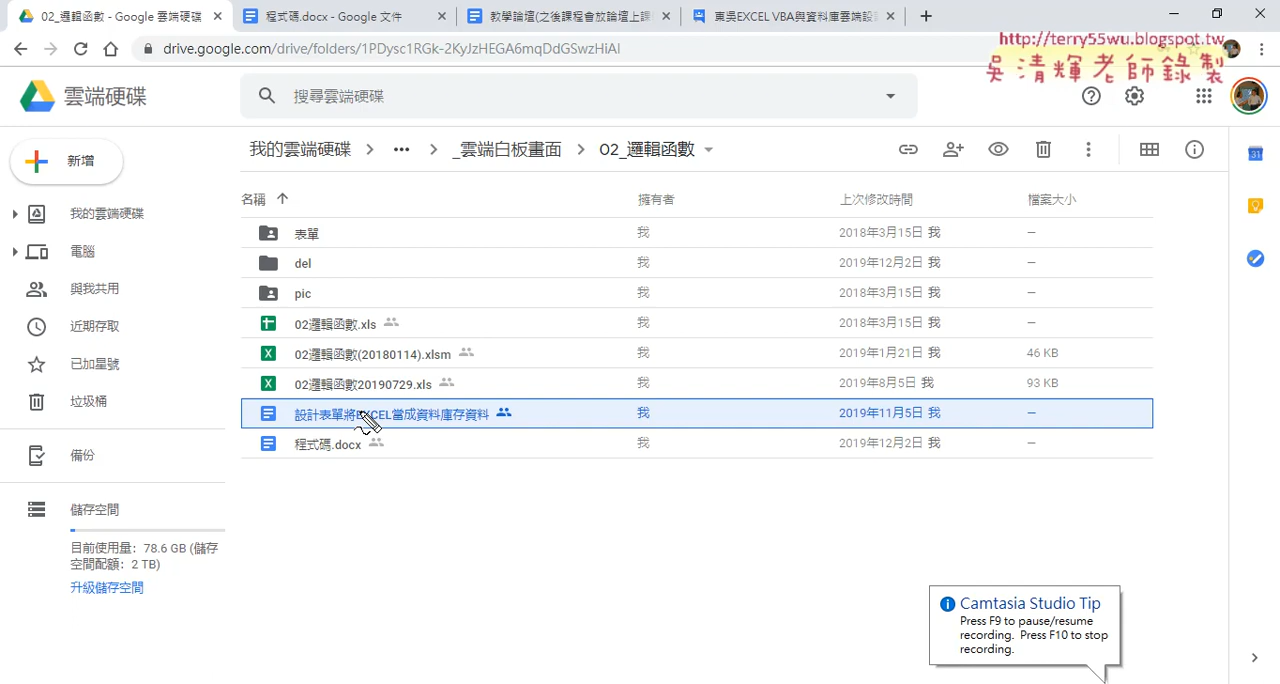 02_邏輯函數 - Google 雲端硬碟
程式碼.docx - Google 文件
教學論壇(之後課程會放論壇上課
東吳EXCEL VBA與資料庫雲端設
drive.google.com/drive/folders/1PDysc1RGk-2KyJzHEGA6mqDdGSwzHiAI
http://terry55wu.blogspot.tw
吳清輝老師錄製
雲端硬碟
搜尋雲端硬碟
新增
我的雲端硬碟
•••
_雲端白板畫面
02_邏輯函數
名稱
擁有者
上次修改時間
檔案大小
表單
我
2018年3月15日 我
–
del
我
2019年12月2日 我
–
pic
我
2018年3月15日 我
–
02邏輯函數.xls
我
2018年3月15日 我
–
02邏輯函數(20180114).xlsm
我
2019年1月21日 我
46 KB
02邏輯函數20190729.xls
我
2019年8月5日 我
93 KB
設計表單將EXCEL當成資料庫存資料
我
2019年11月5日 我
–
程式碼.docx
我
2019年12月2日 我
–
我的雲端硬碟
電腦
與我共用
近期存取
已加星號
垃圾桶
備份
儲存空間
目前使用量: 78.6 GB (儲存
空間配額: 2 TB)
升級儲存空間
31
Camtasia Studio Tip
Press F9 to pause/resume
recording. Press F10 to stop
recording.